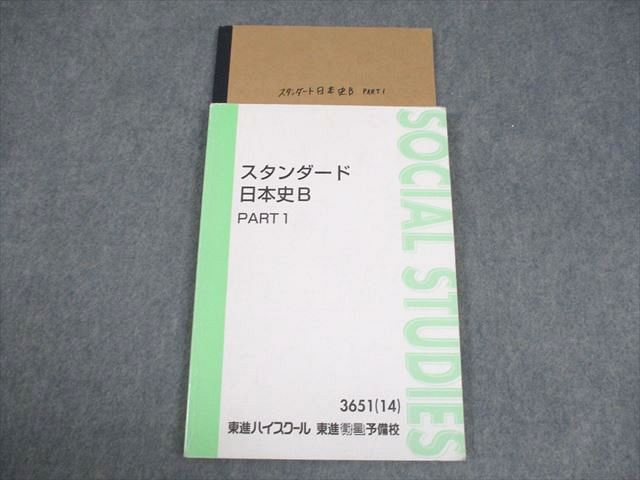 スタンダード日本史B PART1
スタンダード
日本史B
PART1
SOCIAL STUDIES
3651(14)
東進ハイスクール 東進衛星予備校